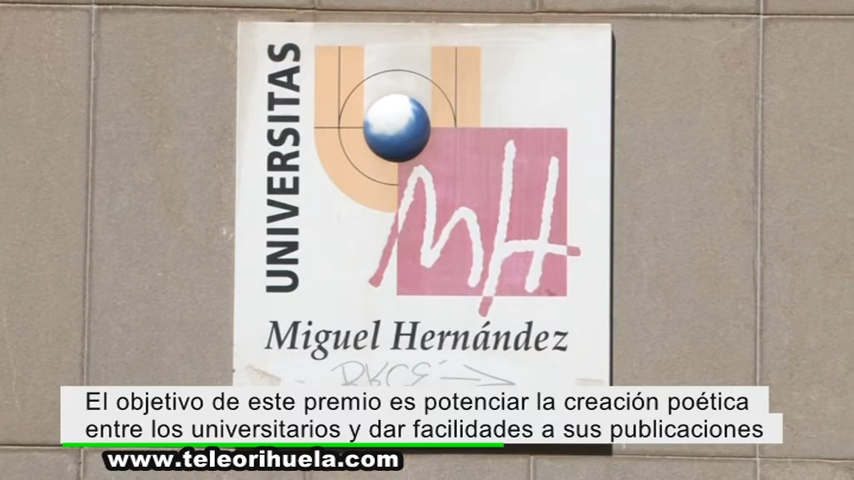 UNIVERSITAS
MH
Miguel Hernández
El objetivo de este premio es potenciar la creación poética
entre los universitarios y dar facilidades a sus publicaciones
www.teleorihuela.com